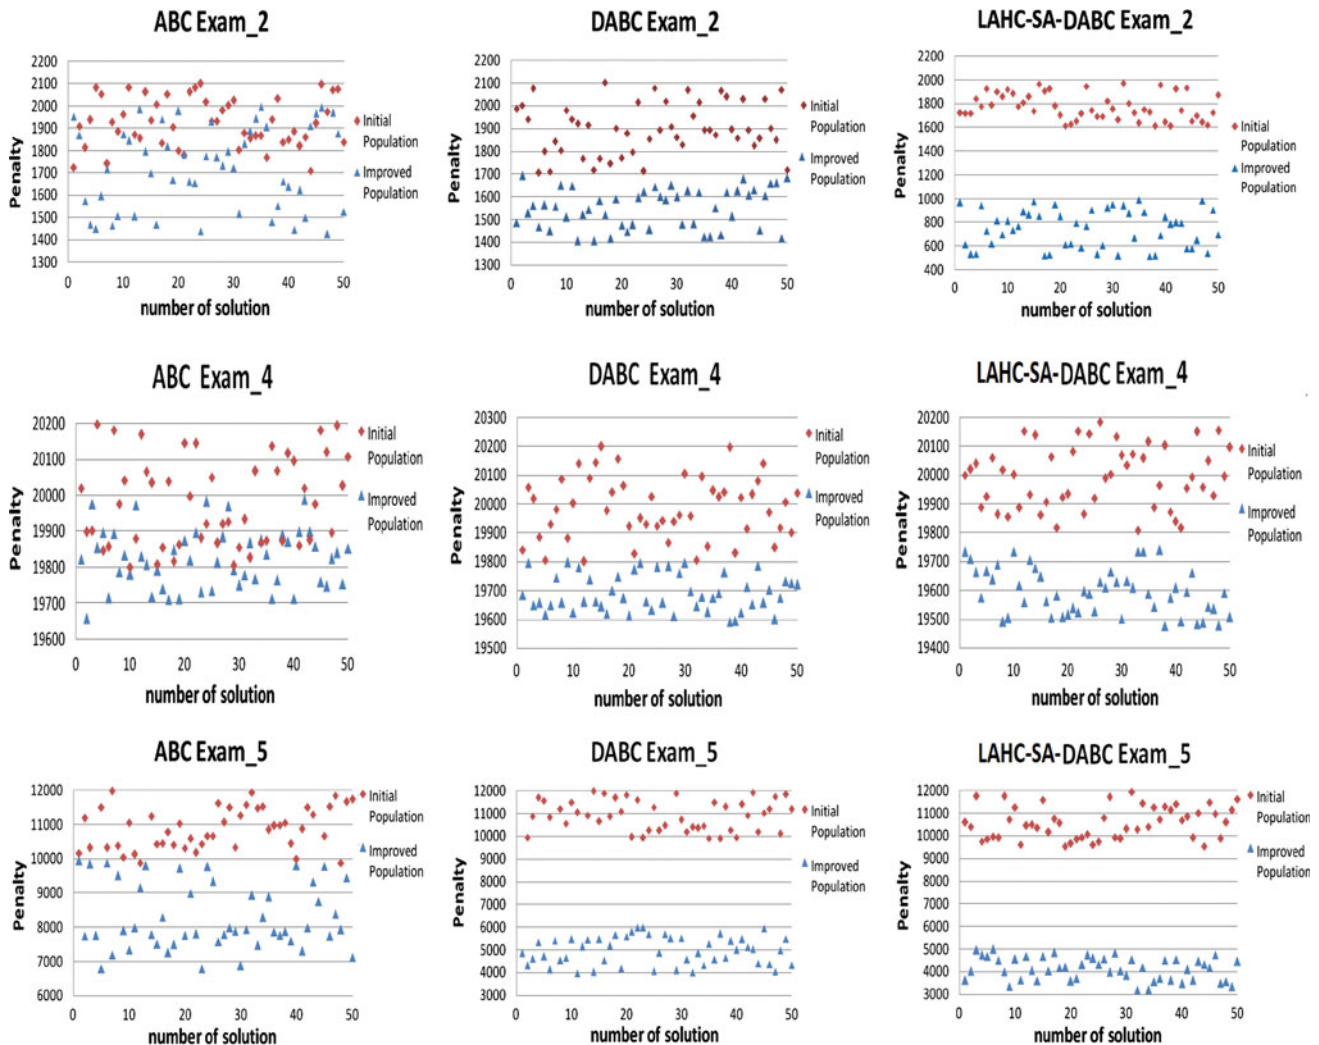 ABC Exam_2
2200
2100
2000
1900
1800
1700
1600
1500
1400
1300
Penalty
0 10 20 30 40 50
number of solution
Initial
Population
Improved
Population
DABC Exam_2
2200
2100
2000
1900
1800
1700
1600
1500
1400
1300
Penalty
0 10 20 30 40 50
number of solution
Initial
Population
Improved
Population
LAHC-SA-DABC Exam_2
2200
2000
1800
1600
1400
1200
1000
800
600
400
Penalty
0 10 20 30 40 50
number of solution
Initial
Population
Improved
Population
ABC Exam_4
20200
20100
20000
19900
19800
19700
19600
Penalty
0 10 20 30 40 50
number of solution
Initial
Population
Improved
Population
DABC Exam_4
20300
20200
20100
20000
19900
19800
19700
19600
19500
Penalty
0 10 20 30 40 50
number of solution
Initial
Population
Improved
Population
LAHC-SA-DABC Exam_4
20200
20100
20000
19900
19800
19700
19600
19500
19400
Penalty
0 10 20 30 40 50
number of solution
Initial
Population
Improved
Population
ABC Exam_5
12000
11000
10000
9000
8000
7000
6000
Penalty
0 10 20 30 40 50
number of solution
Initial
Population
Improved
Population
DABC Exam_5
12000
11000
10000
9000
8000
7000
6000
5000
4000
3000
Penalty
0 10 20 30 40 50
number of solution
Initial
Population
Improved
Population
LAHC-SA-DABC Exam_5
12000
11000
10000
9000
8000
7000
6000
5000
4000
3000
Penalty
0 10 20 30 40 50
number of solution
Initial
Population
Improved
Population